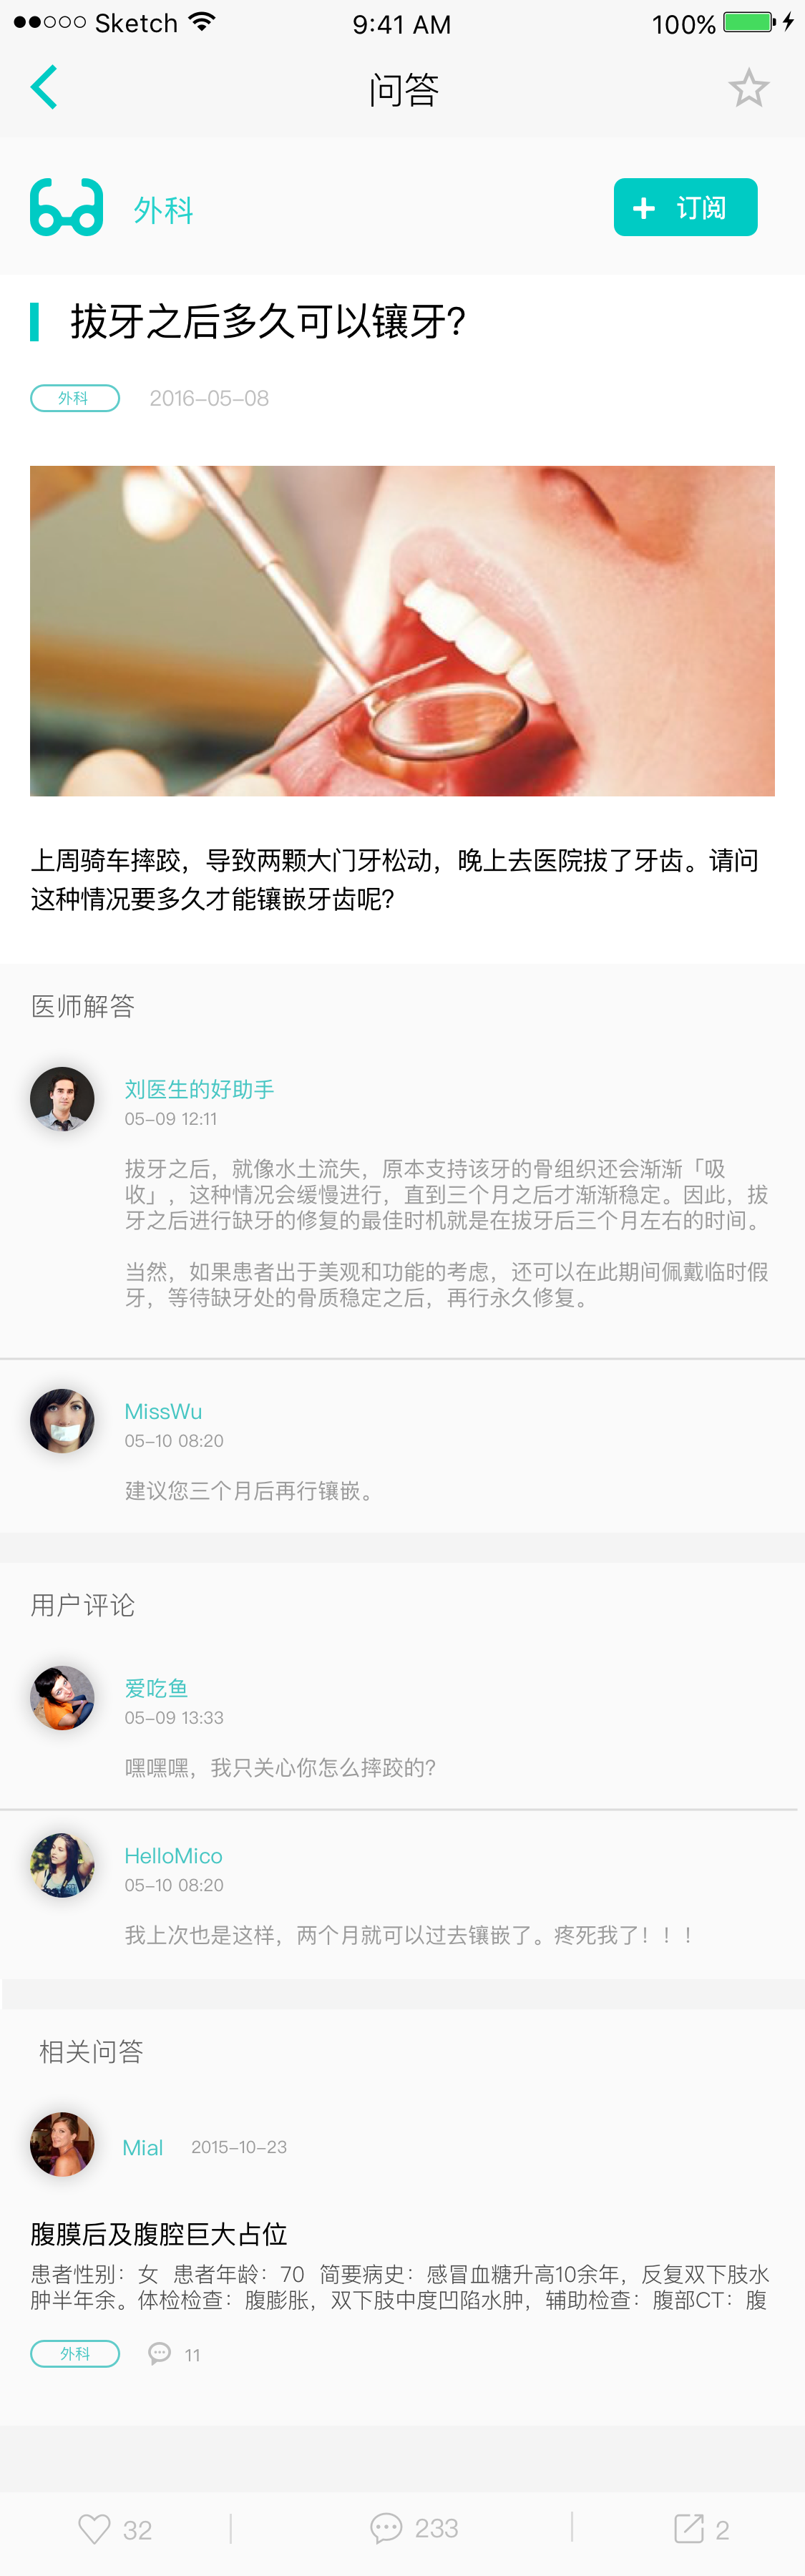 Sketch 9:41 AM 100%
问答
外科 + 订阅
拔牙之后多久可以镶牙?
外科 2016-05-08
上周骑车摔跤，导致两颗大门牙松动，晚上去医院拔了牙齿。请问
这种情况要多久才能镶嵌牙齿呢?
医师解答
刘医生的好助手
05-09 12:11
拔牙之后，就像水土流失，原本支持该牙的骨组织还会渐渐「吸
收」，这种情况会缓慢进行，直到三个月之后才渐渐稳定。因此，拔
牙之后进行缺牙的修复的最佳时机就是在拔牙后三个月左右的时间。
当然，如果患者出于美观和功能的考虑，还可以在此期间佩戴临时假
牙，等待缺牙处的骨质稳定之后，再行永久修复。
MissWu
05-10 08:20
建议您三个月后再行镶嵌。
用户评论
爱吃鱼
05-09 13:33
嘿嘿嘿，我只关心你怎么摔跤的?
HelloMico
05-10 08:20
我上次也是这样，两个月就可以过去镶嵌了。疼死我了！！！
相关问答
Mial 2015-10-23
腹膜后及腹腔巨大占位
患者性别：女 患者年龄：70 简要病史：感冒血糖升高10余年，反复双下肢水
肿半年余。体检检查：腹膨胀，双下肢中度凹陷水肿，辅助检查：腹部CT：腹
外科 11
32 233 2